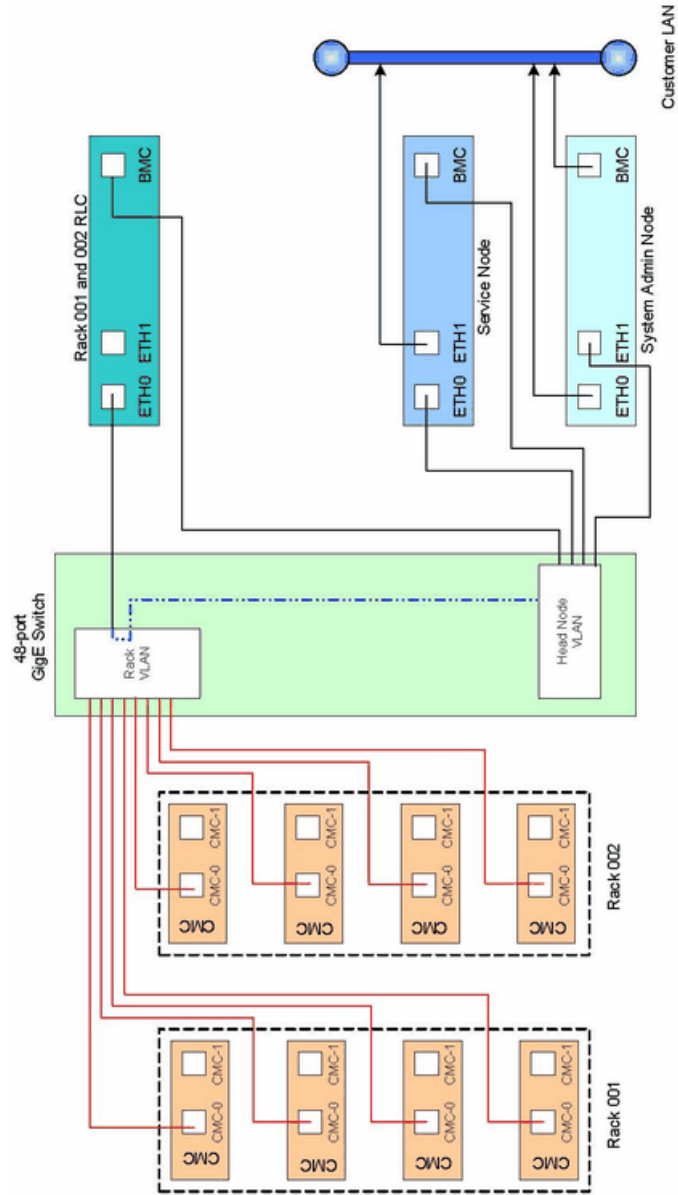 Rack 001
CMC
CMC-0
CMC-1
CMC
CMC-0
CMC-1
CMC
CMC-0
CMC-1
CMC
CMC-0
CMC-1
Rack 002
CMC
CMC-0
CMC-1
CMC
CMC-0
CMC-1
CMC
CMC-0
CMC-1
CMC
CMC-0
CMC-1
48-port
GigE Switch
Rack
VLAN
Head Node
VLAN
Rack 001 and 002 RLC
ETH0
ETH1
BMC
Service Node
ETH0
ETH1
BMC
System Admin Node
ETH0
ETH1
BMC
Customer LAN